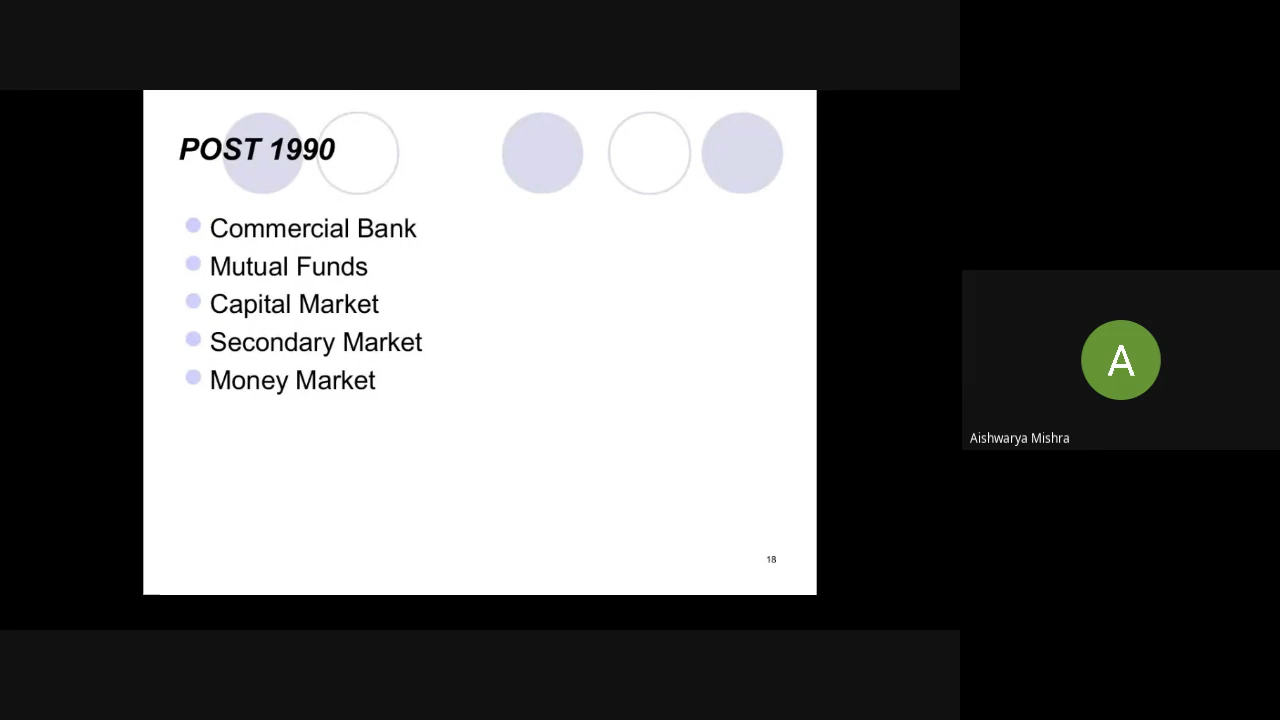 POST 1990
Commercial Bank
Mutual Funds
Capital Market
Secondary Market
Money Market
18
A
Aishwarya Mishra